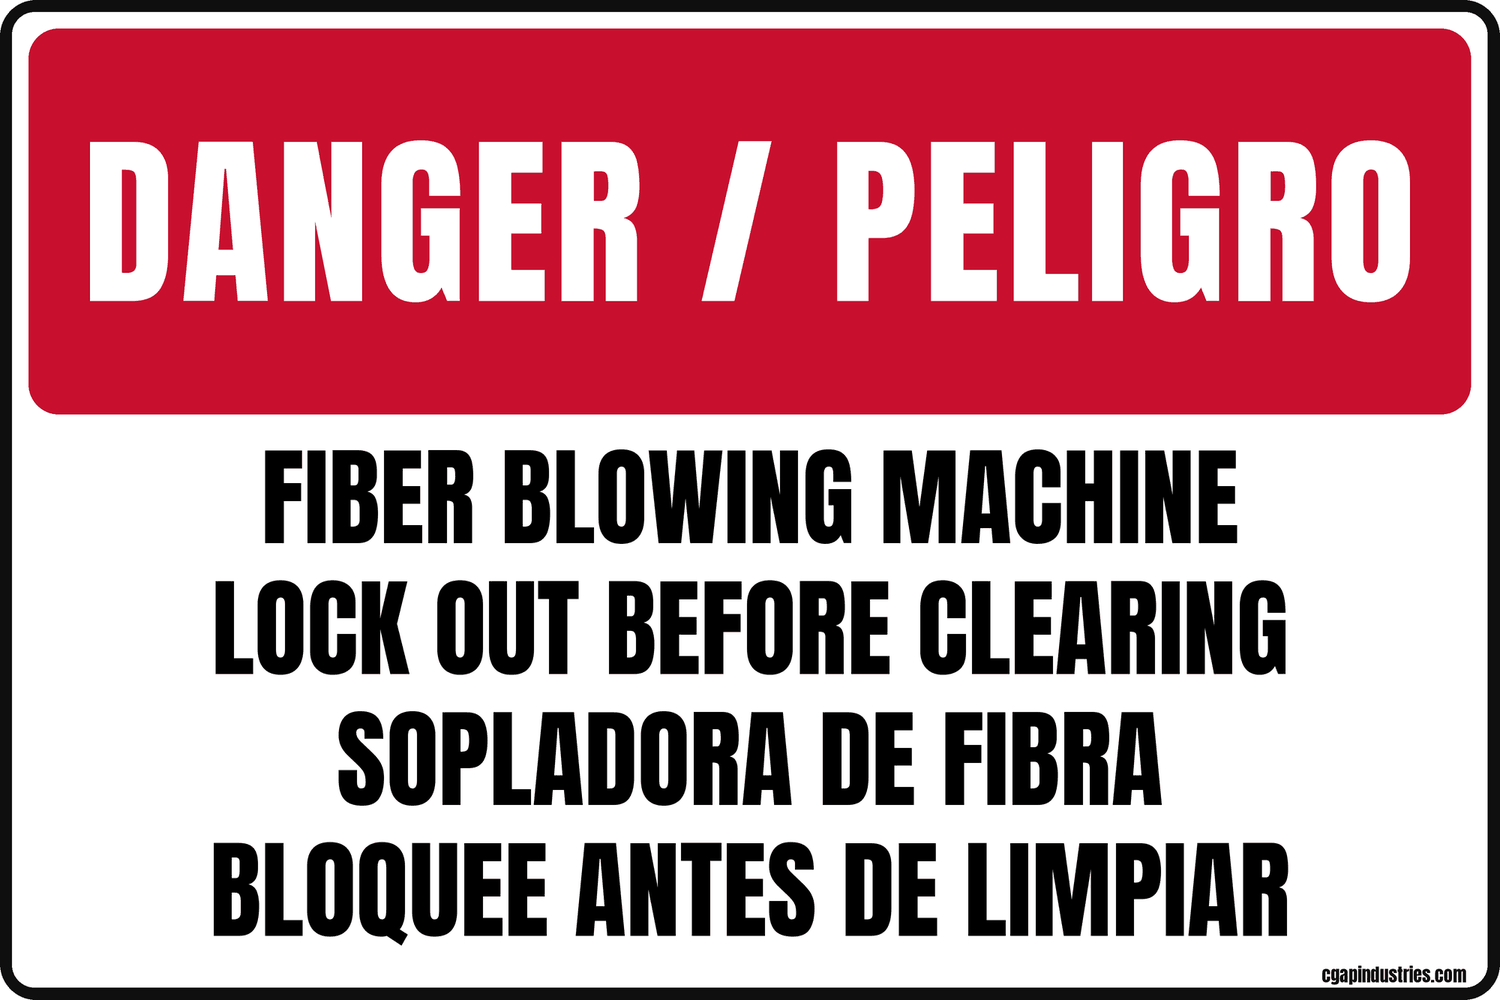 DANGER / PELIGRO
FIBER BLOWING MACHINE
LOCK OUT BEFORE CLEARING
SOPLADORA DE FIBRA
BLOQUEE ANTES DE LIMPIAR
cgapindustries.com